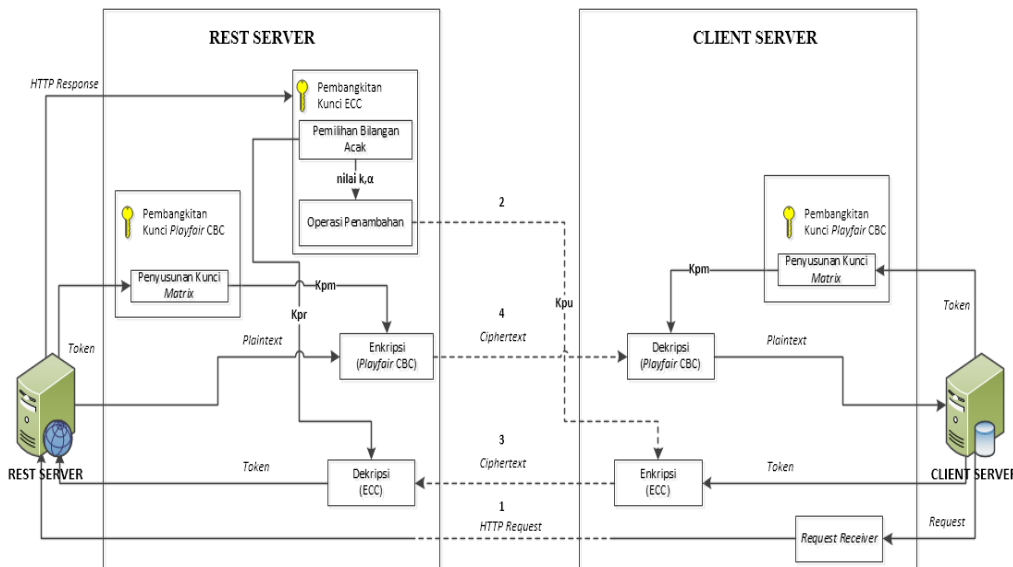 REST SERVER
CLIENT SERVER
HTTP Response
Pembangkitan
Kunci ECC
Pemilihan Bilangan
Acak
nilai k,α
Operasi Penambahan
2
Pembangkitan
Kunci Playfair CBC
Penyusunan Kunci
Matrix
Pembangkitan
Kunci Playfair CBC
Penyusunan Kunci
Matrix
Kpm
Kpr
Kpm
Kpu
Token
Token
4
Plaintext
Enkripsi
(Playfair CBC)
Ciphertext
Dekripsi
(Playfair CBC)
Plaintext
3
REST SERVER
Token
Dekripsi
(ECC)
Ciphertext
Enkripsi
(ECC)
Token
CLIENT SERVER
1
HTTP Request
Request Receiver
Request